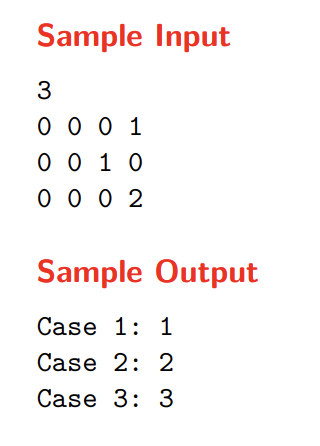 Sample Input
3
0 0 0 1
0 0 1 0
0 0 0 2
Sample Output
Case 1: 1
Case 2: 2
Case 3: 3